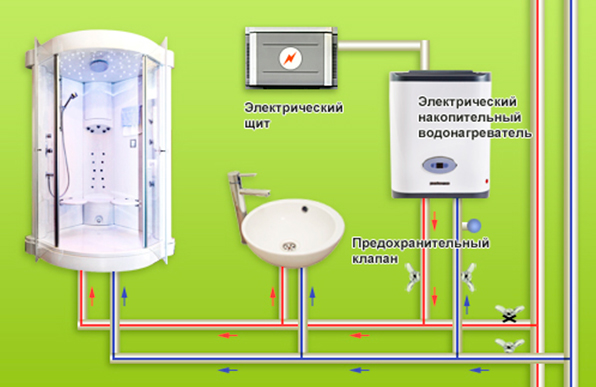 Электрический
щит
Электрический
накопительный
водонагреватель
Предохранительный
клапан